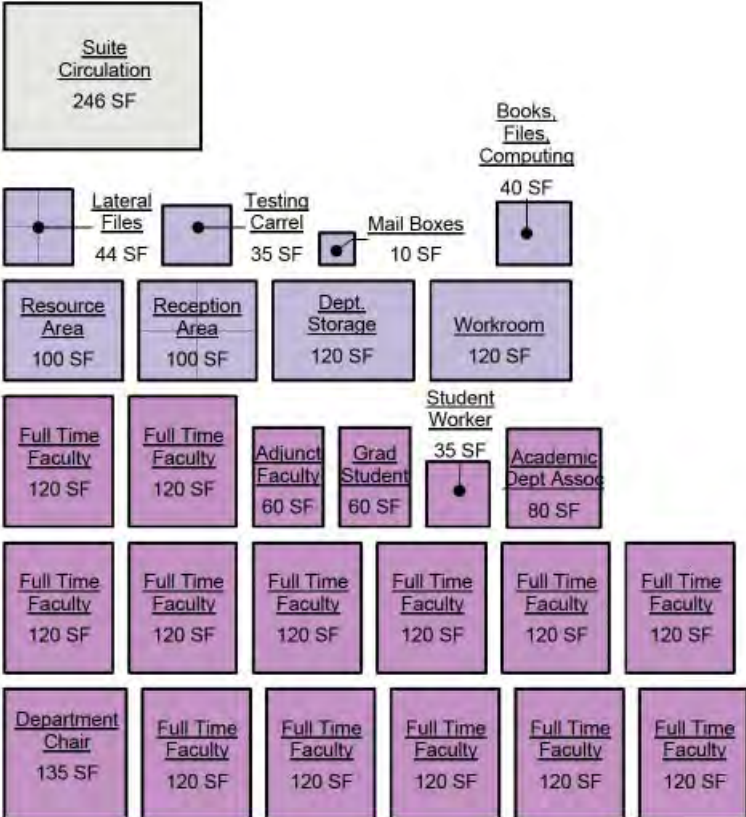 Suite
Circulation
246 SF
Books,
Files,
Computing
40 SF
Lateral
Files
44 SF
Testing
Carrel
35 SF
Mail Boxes
10 SF
Resource
Area
100 SF
Reception
Area
100 SF
Dept.
Storage
120 SF
Workroom
120 SF
Full Time
Faculty
120 SF
Full Time
Faculty
120 SF
Adjunct
Faculty
60 SF
Grad
Student
60 SF
Student
Worker
35 SF
Academic
Dept Assoc
80 SF
Full Time
Faculty
120 SF
Full Time
Faculty
120 SF
Full Time
Faculty
120 SF
Full Time
Faculty
120 SF
Full Time
Faculty
120 SF
Full Time
Faculty
120 SF
Department
Chair
135 SF
Full Time
Faculty
120 SF
Full Time
Faculty
120 SF
Full Time
Faculty
120 SF
Full Time
Faculty
120 SF
Full Time
Faculty
120 SF